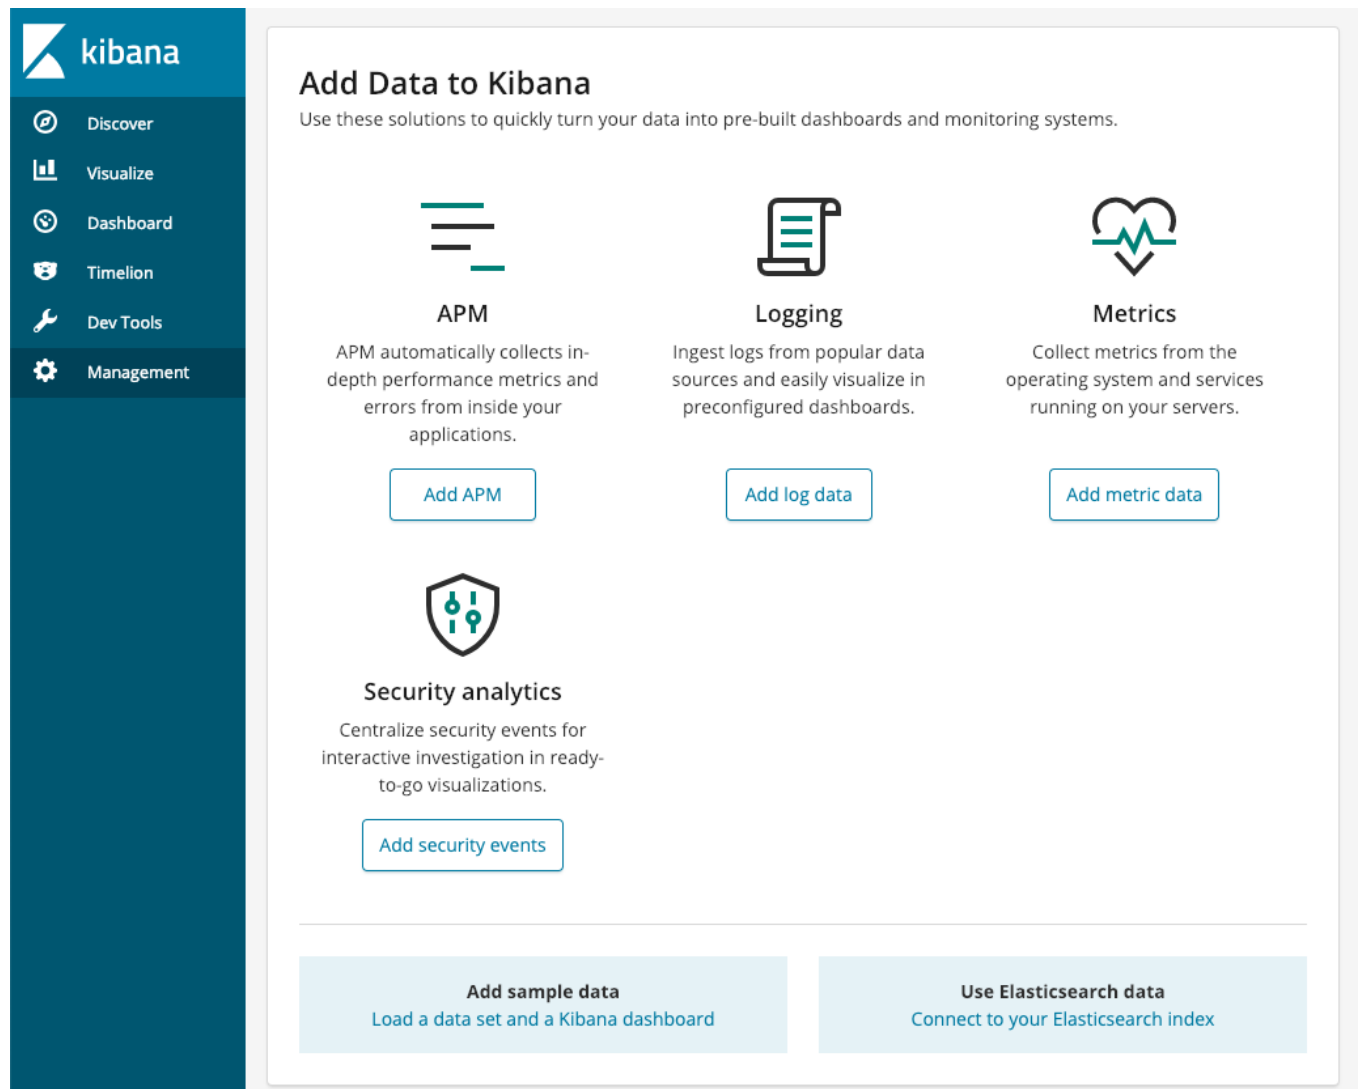 kibana
Discover
Visualize
Dashboard
Timelion
Dev Tools
Management
Add Data to Kibana
Use these solutions to quickly turn your data into pre-built dashboards and monitoring systems.
APM
APM automatically collects in-
depth performance metrics and
errors from inside your
applications.
Add APM
Logging
Ingest logs from popular data
sources and easily visualize in
preconfigured dashboards.
Add log data
Metrics
Collect metrics from the
operating system and services
running on your servers.
Add metric data
Security analytics
Centralize security events for
interactive investigation in ready-
to-go visualizations.
Add security events
Add sample data
Load a data set and a Kibana dashboard
Use Elasticsearch data
Connect to your Elasticsearch index